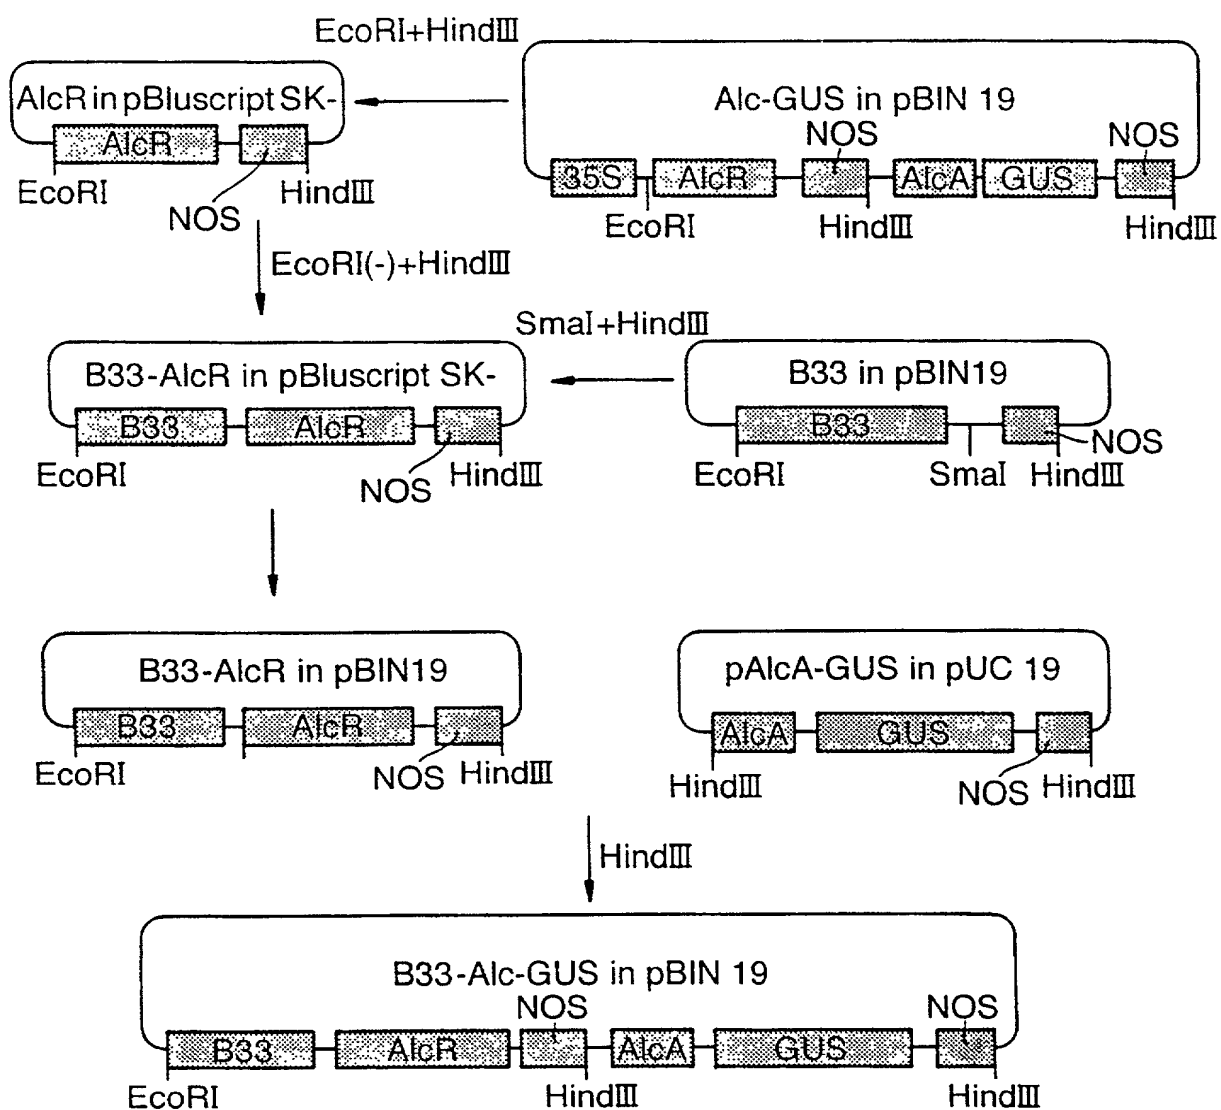 EcoRI+HindIII
AlcR in pBluscript SK-
AlcR
EcoRI
HindIII
NOS
Alc-GUS in pBIN 19
NOS
NOS
35S
AlcR
AlcA
GUS
EcoRI
HindIII
HindIII
EcoRI(-)+HindIII
SmaI+HindIII
B33-AlcR in pBluscript SK-
B33
AlcR
EcoRI
NOS
HindIII
B33 in pBIN19
B33
NOS
EcoRI
SmaI
HindIII
B33-AlcR in pBIN19
B33
AlcR
EcoRI
NOS
HindIII
pAlcA-GUS in pUC 19
AlcA
GUS
HindIII
NOS
HindIII
HindIII
B33-Alc-GUS in pBIN 19
NOS
NOS
B33
AlcR
AlcA
GUS
EcoRI
HindIII
HindIII